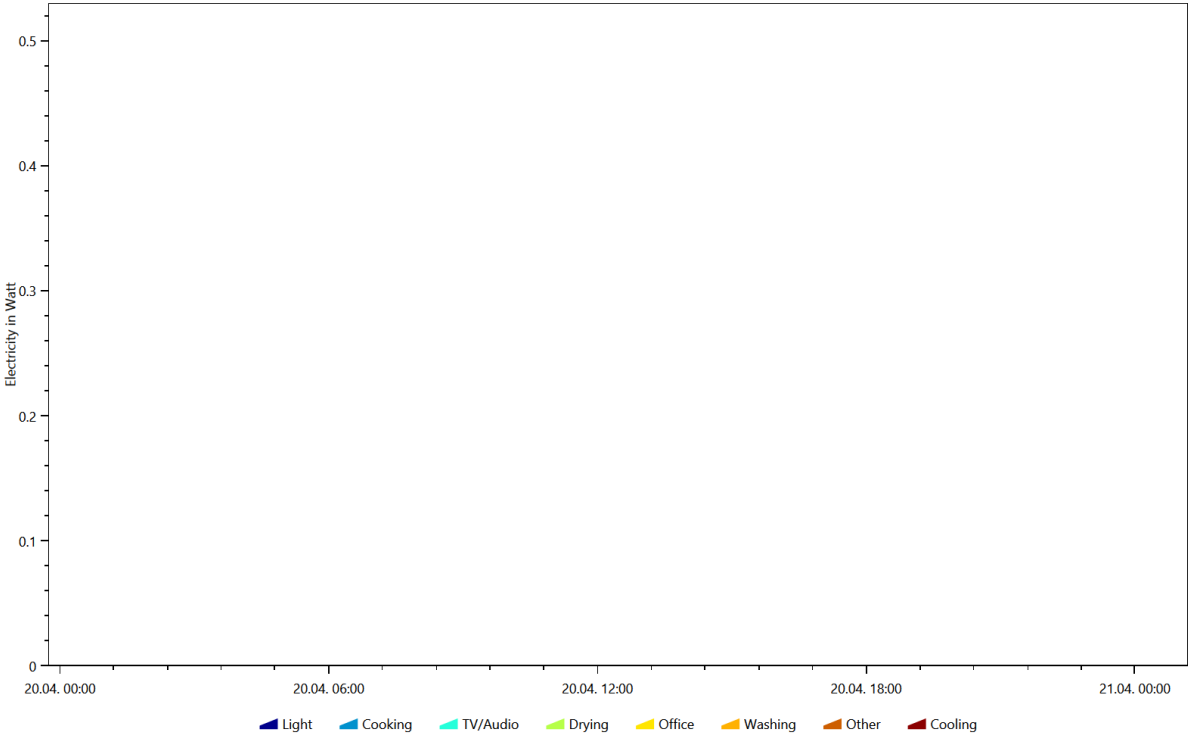 Electricity in Watt
0.5
0.4
0.3
0.2
0.1
0
20.04. 00:00 20.04. 06:00 20.04. 12:00 20.04. 18:00 21.04. 00:00
Light Cooking TV/Audio Drying Office Washing Other Cooling